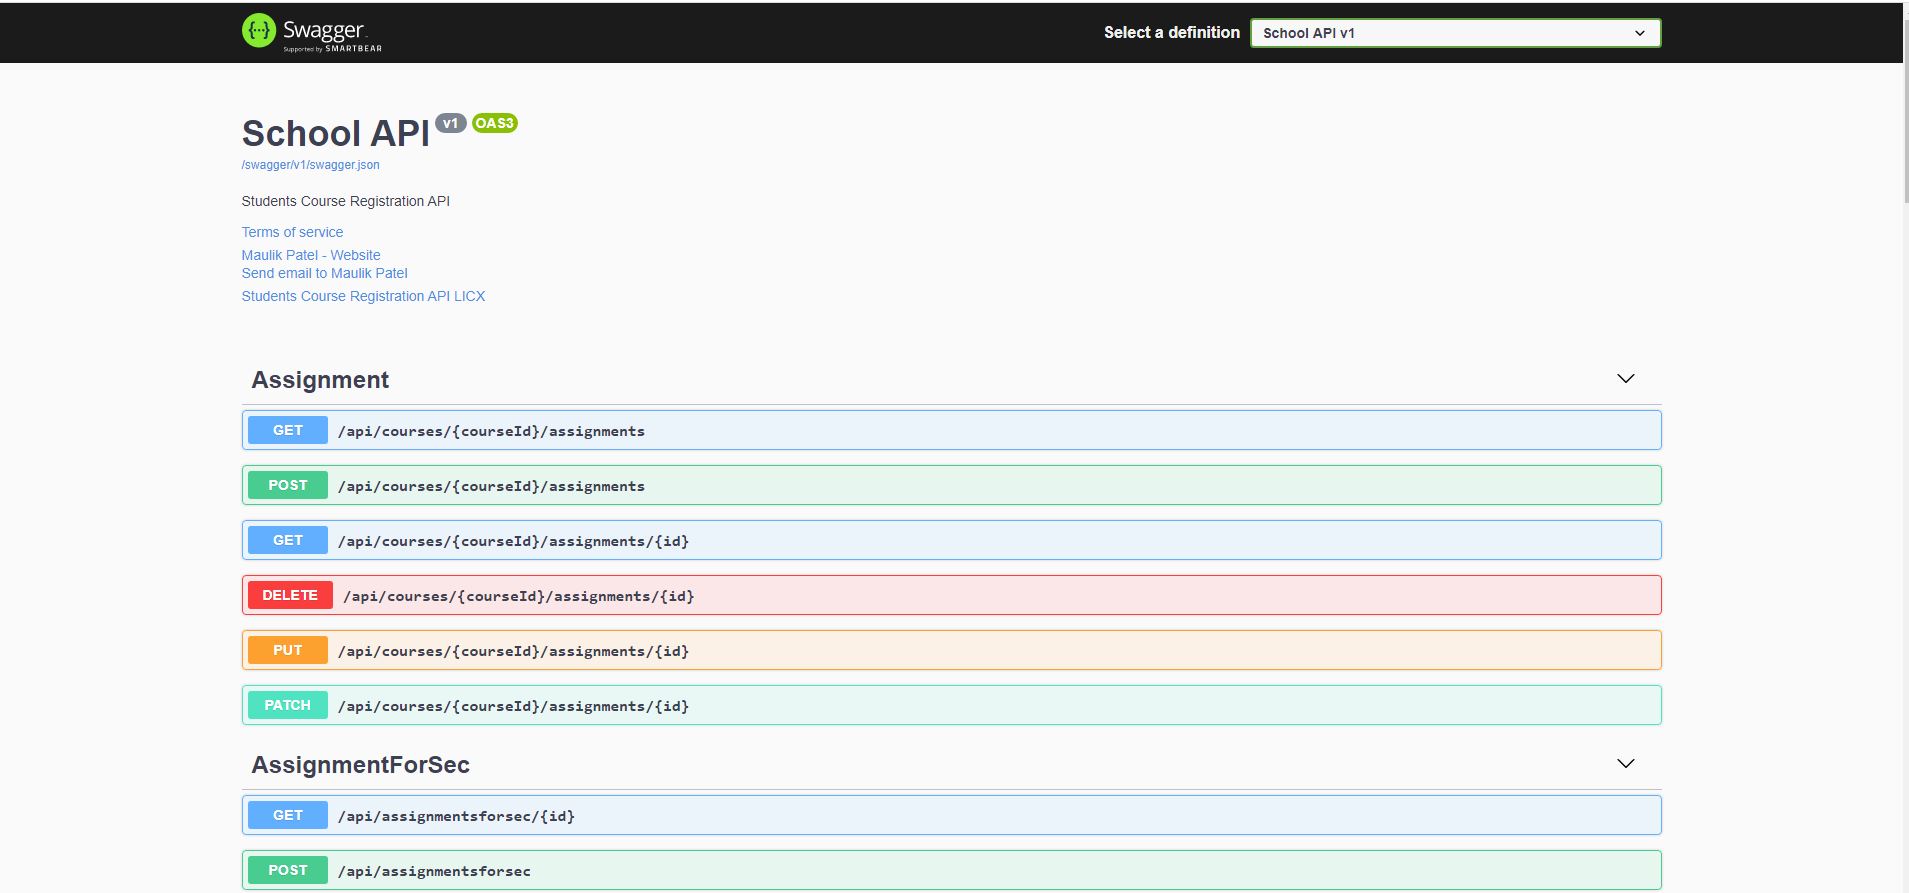 {··} Swagger
Supported by SMARTBEAR
Select a definition School API v1
School API v1 OAS3
/swagger/v1/swagger.json
Students Course Registration API
Terms of service
Maulik Patel - Website
Send email to Maulik Patel
Students Course Registration API LICX
Assignment
GET /api/courses/{courseId}/assignments
POST /api/courses/{courseId}/assignments
GET /api/courses/{courseId}/assignments/{id}
DELETE /api/courses/{courseId}/assignments/{id}
PUT /api/courses/{courseId}/assignments/{id}
PATCH /api/courses/{courseId}/assignments/{id}
AssignmentForSec
GET /api/assignmentsforsec/{id}
POST /api/assignmentsforsec